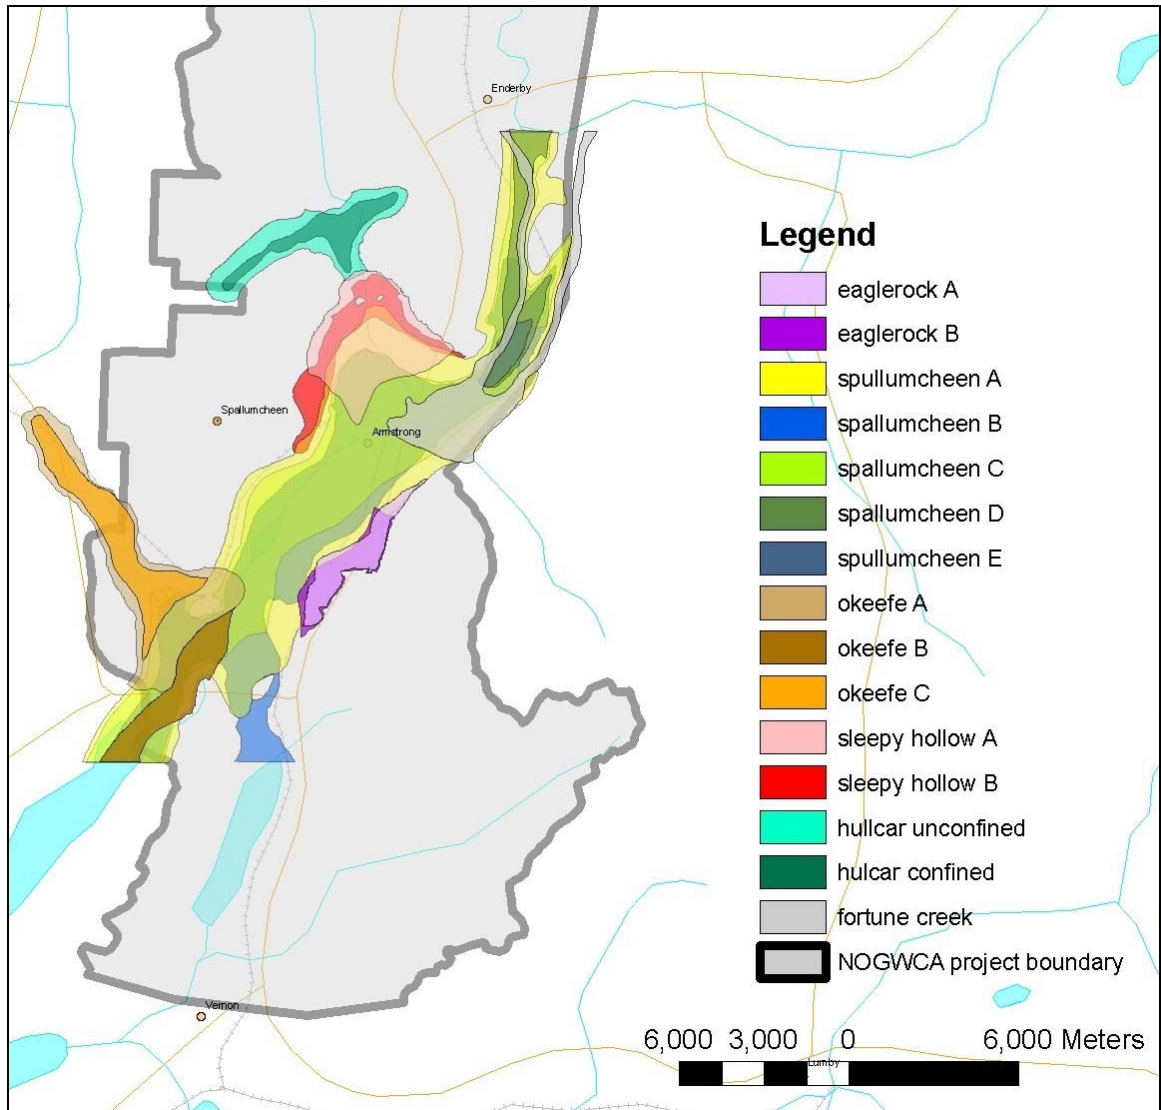 Enderby
Legend
eaglerock A
eaglerock B
spullumcheen A
Spallumcheen
spallumcheen B
Armstrong
spallumcheen C
spallumcheen D
spullumcheen E
okeefe A
okeefe B
okeefe C
sleepy hollow A
sleepy hollow B
hullcar unconfined
hulcar confined
fortune creek
NOGWCA project boundary
Vernon
6,000 3,000 0 6,000 Meters
Lumby